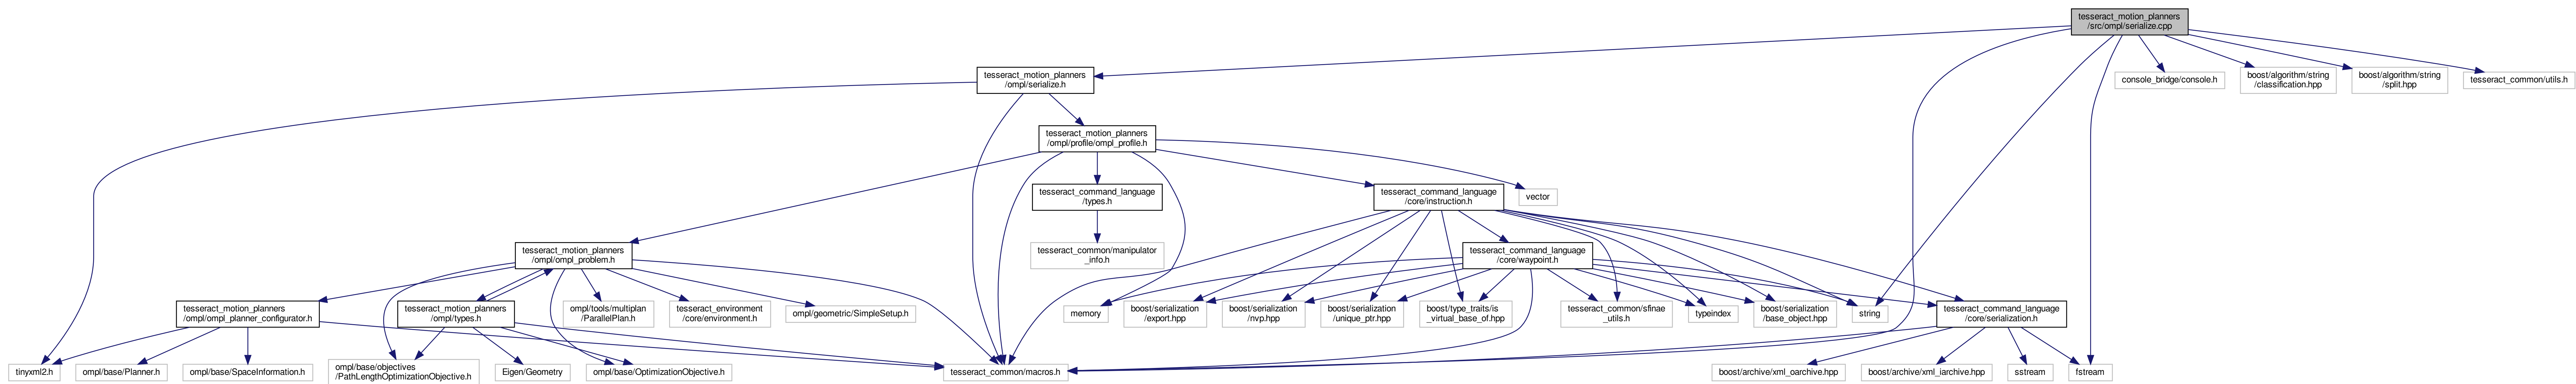 tesseract_motion_planners
/src/ompl/serialize.cpp
tesseract_motion_planners
/ompl/serialize.h
console_bridge/console.h
boost/algorithm/string
/classification.hpp
boost/algorithm/string
/split.hpp
tesseract_common/utils.h
tesseract_motion_planners
/ompl/profile/ompl_profile.h
tesseract_command_language
/types.h
tesseract_command_language
/core/instruction.h
vector
tesseract_motion_planners
/ompl/ompl_problem.h
tesseract_common/manipulator
_info.h
tesseract_command_language
/core/waypoint.h
tesseract_motion_planners
/ompl/ompl_planner_configurator.h
tesseract_motion_planners
/ompl/types.h
ompl/tools/multiplan
/ParallelPlan.h
tesseract_environment
/core/environment.h
ompl/geometric/SimpleSetup.h
memory
boost/serialization
/export.hpp
boost/serialization
/nvp.hpp
boost/serialization
/unique_ptr.hpp
boost/type_traits/is
_virtual_base_of.hpp
tesseract_common/sfinae
_utils.h
typeindex
boost/serialization
/base_object.hpp
string
tesseract_command_language
/core/serialization.h
tinyxml2.h
ompl/base/Planner.h
ompl/base/SpaceInformation.h
ompl/base/objectives
/PathLengthOptimizationObjective.h
Eigen/Geometry
ompl/base/OptimizationObjective.h
tesseract_common/macros.h
boost/archive/xml_oarchive.hpp
boost/archive/xml_iarchive.hpp
sstream
fstream